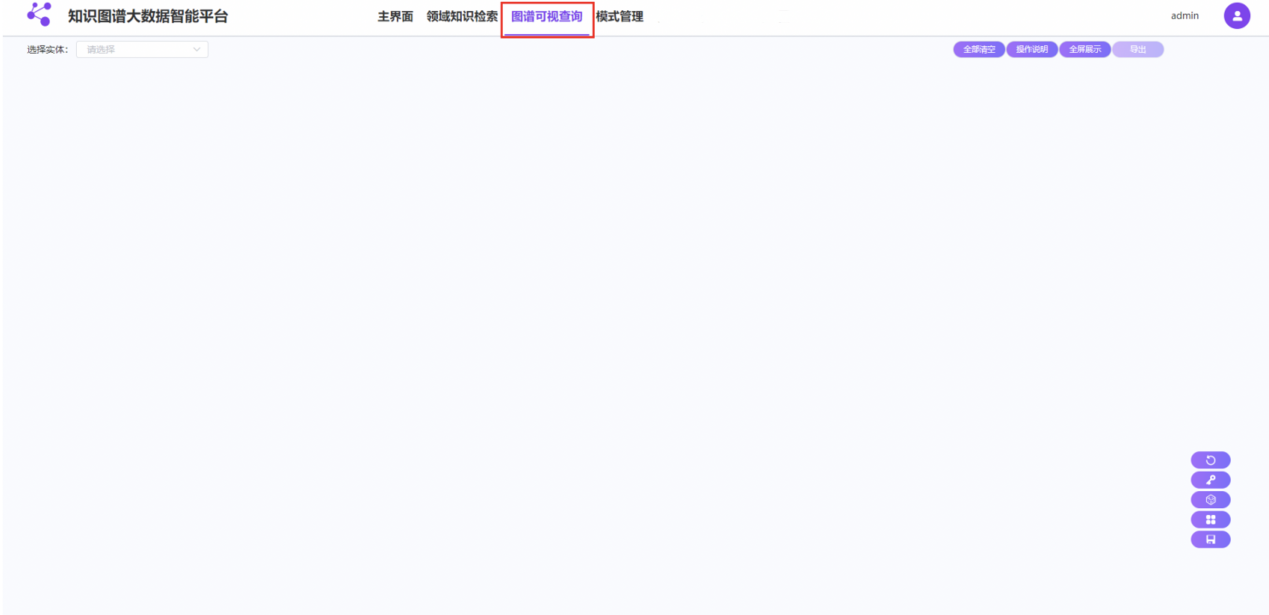 知识图谱大数据智能平台 主界面 领域知识检索 图谱可视查询 模式管理 admin
选择实体： 请选择 全部清空 操作说明 全屏展示 导出